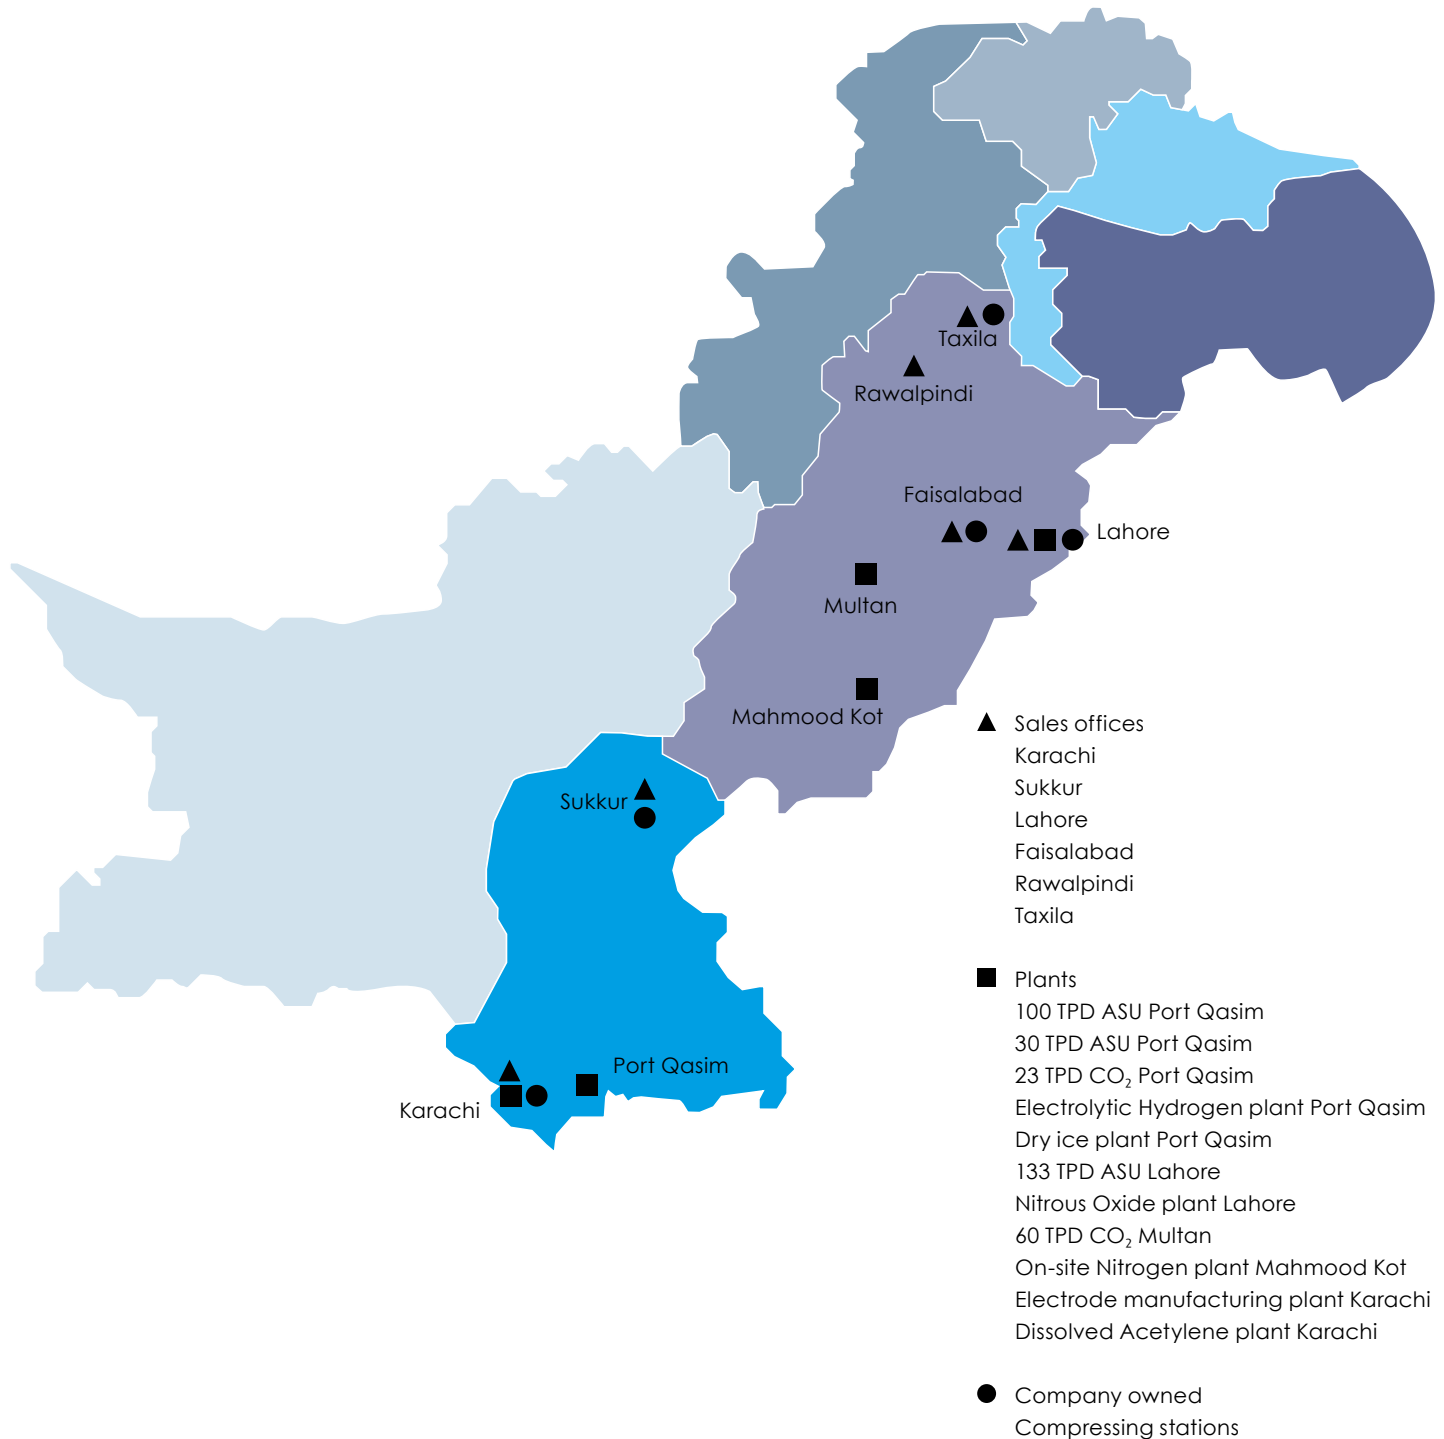 Taxila
Rawalpindi
Faisalabad
Lahore
Multan
Mahmood Kot
Sukkur
Port Qasim
Karachi
Sales offices
Karachi
Sukkur
Lahore
Faisalabad
Rawalpindi
Taxila
Plants
100 TPD ASU Port Qasim
30 TPD ASU Port Qasim
23 TPD CO₂ Port Qasim
Electrolytic Hydrogen plant Port Qasim
Dry ice plant Port Qasim
133 TPD ASU Lahore
Nitrous Oxide plant Lahore
60 TPD CO₂ Multan
On-site Nitrogen plant Mahmood Kot
Electrode manufacturing plant Karachi
Dissolved Acetylene plant Karachi
Company owned
Compressing stations